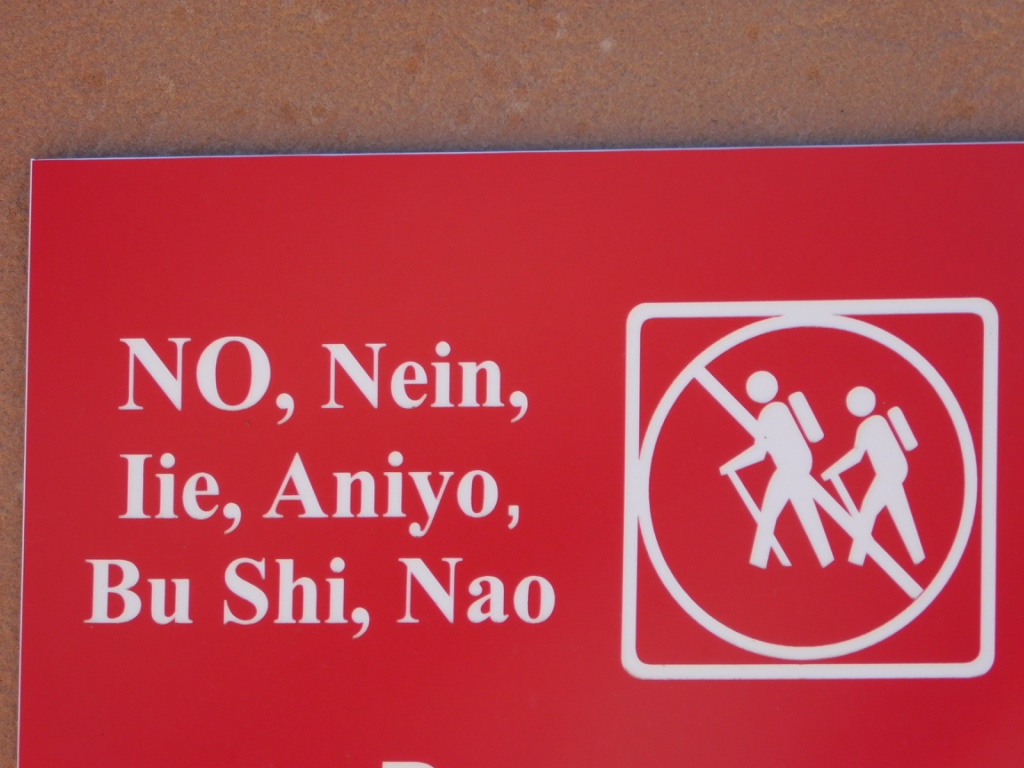 NO, Nein,
Iie, Aniyo,
Bu Shi, Nao